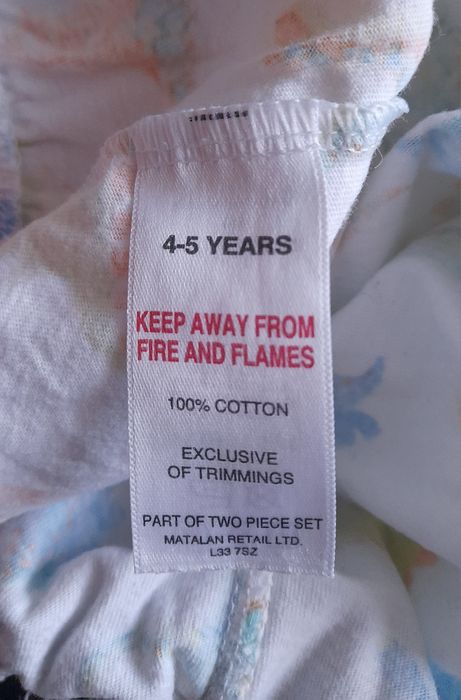 4-5 YEARS
KEEP AWAY FROM
FIRE AND FLAMES
100% COTTON
EXCLUSIVE
OF TRIMMINGS
PART OF TWO PIECE SET
MATALAN RETAIL LTD.
L33 7SZ